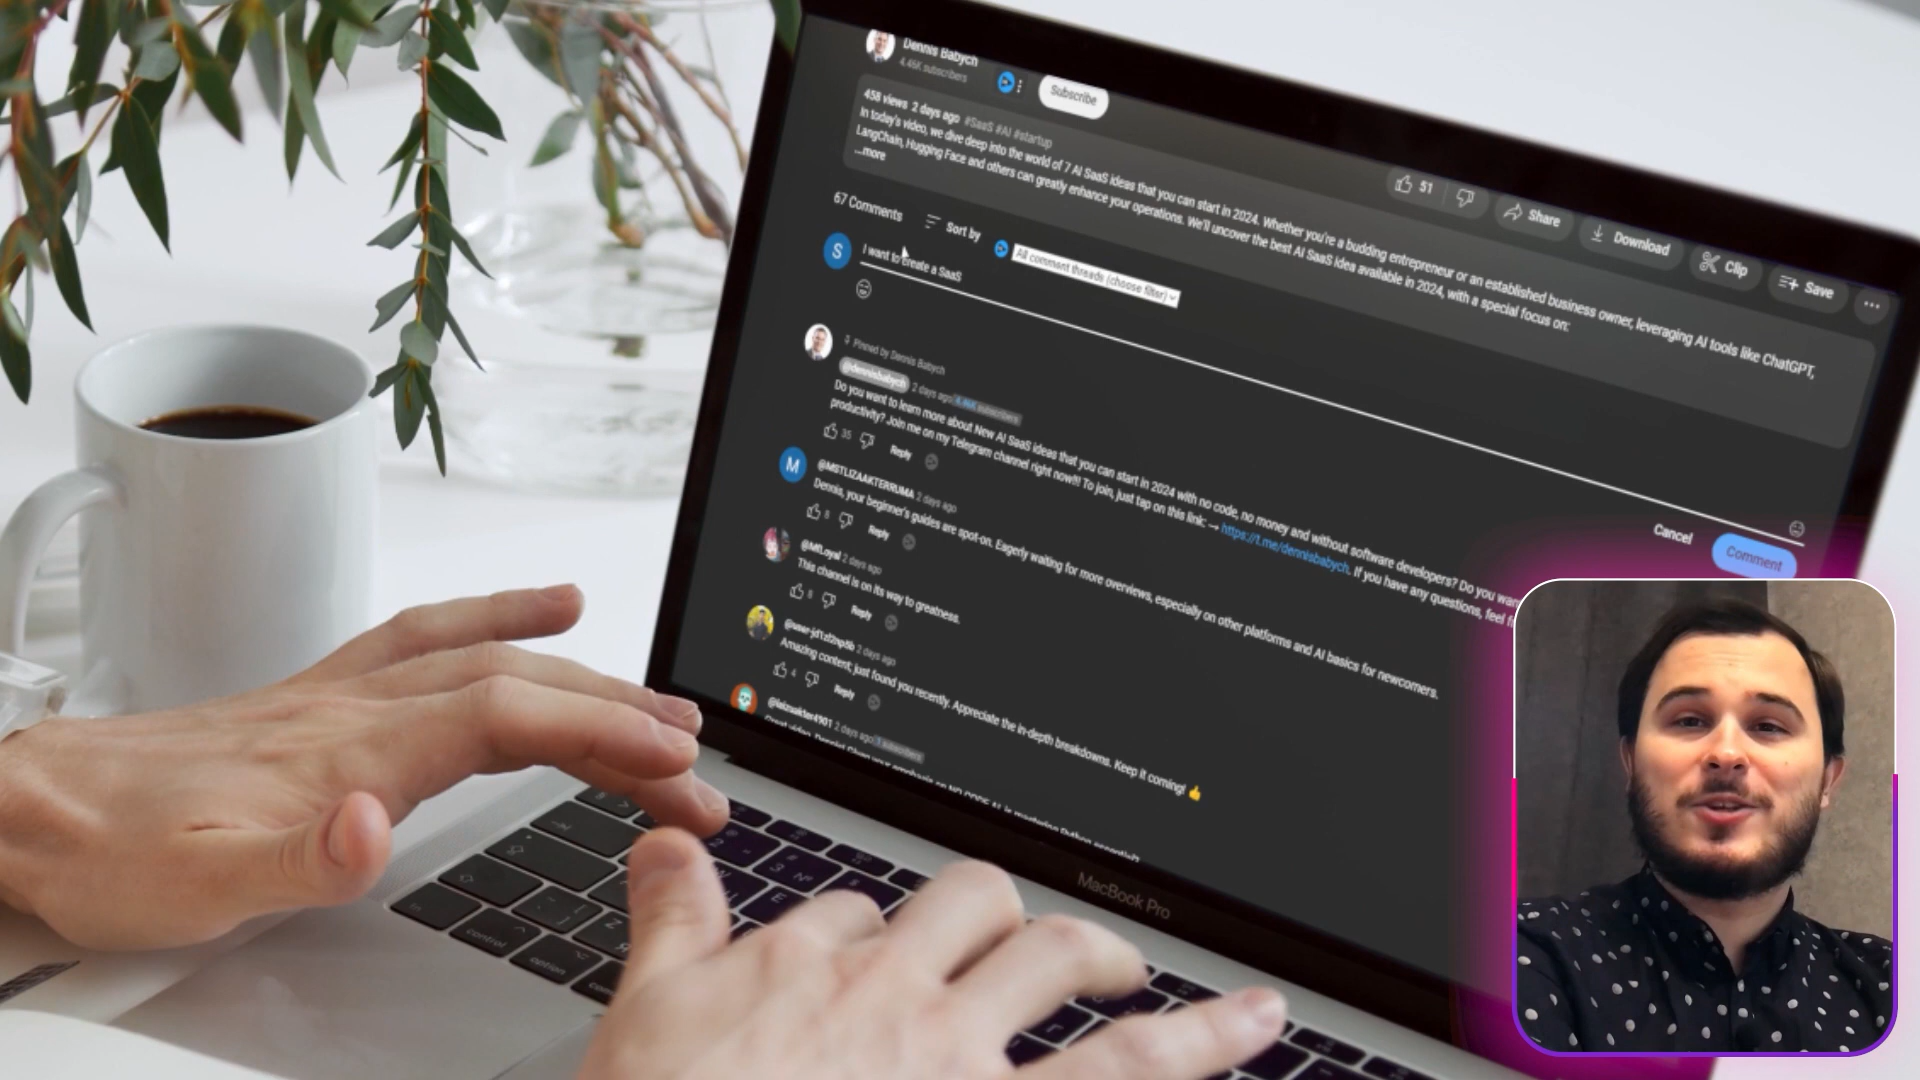 Dennis Babych
4.46K subscribers
Subscribe
458 views 2 days ago #SaaS #AI #startup
In today's video, we dive deep into the world of 7 AI SaaS ideas that you can start in 2024. Whether you're a budding entrepreneur or an established business owner, leveraging AI tools like ChatGPT,
LangChain, Hugging Face and others can greatly enhance your operations. We'll uncover the best AI SaaS idea available in 2024, with a special focus on:
...more
51
Share
Download
Clip
Save
67 Comments
Sort by
All comment threads (choose filter)
S
I want to create a SaaS
Cancel
Comment
Pinned by Dennis Babych
@dennisbabych 2 days ago 4.46K subscribers
Do you want to learn more about New AI SaaS ideas that you can start in 2024 with no code, no money and without software developers? Do you wan
productivity? Join me on my Telegram channel right now!!! To join, just tap on this link: → https://t.me/dennisbabych. If you have any questions, feel f
35
Reply
M
@MSTLIZAAKTERRUMA 2 days ago
Dennis, your beginner's guides are spot-on. Eagerly waiting for more overviews, especially on other platforms and AI basics for newcomers.
8
Reply
2 days ago
This channel is on its way to greatness.
8
Reply
2 days ago
Amazing content; just found you recently. Appreciate the in-depth breakdowns. Keep it coming! 👍
4
Reply
2 days ago 1 subscribers
MacBook Pro
control
option